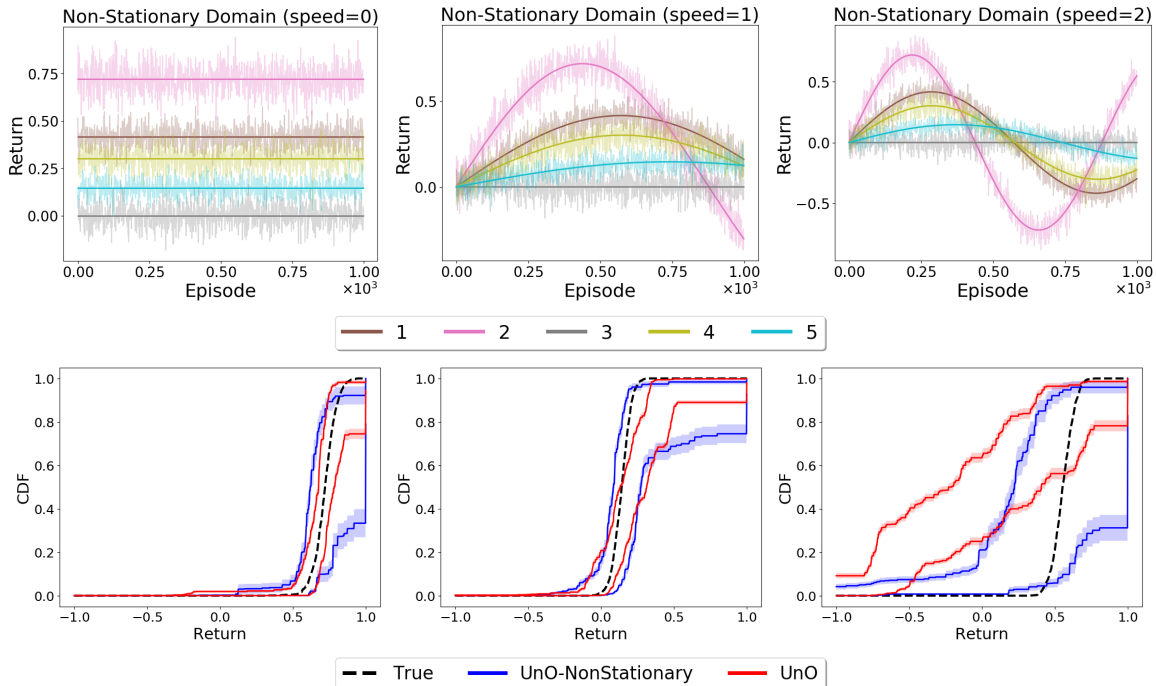 Non-Stationary Domain (speed=0)
Return
0.75
0.50
0.25
0.00
0.00 0.25 0.50 0.75 1.00
Episode ×10³
Non-Stationary Domain (speed=1)
Return
0.5
0.0
0.00 0.25 0.50 0.75 1.00
Episode ×10³
Non-Stationary Domain (speed=2)
Return
0.5
0.0
−0.5
0.00 0.25 0.50 0.75 1.00
Episode ×10³
1 2 3 4 5
CDF
1.0
0.8
0.6
0.4
0.2
0.0
−1.0 −0.5 0.0 0.5 1.0
Return
CDF
1.0
0.8
0.6
0.4
0.2
0.0
−1.0 −0.5 0.0 0.5 1.0
Return
CDF
1.0
0.8
0.6
0.4
0.2
0.0
−1.0 −0.5 0.0 0.5 1.0
Return
True UnO-NonStationary UnO